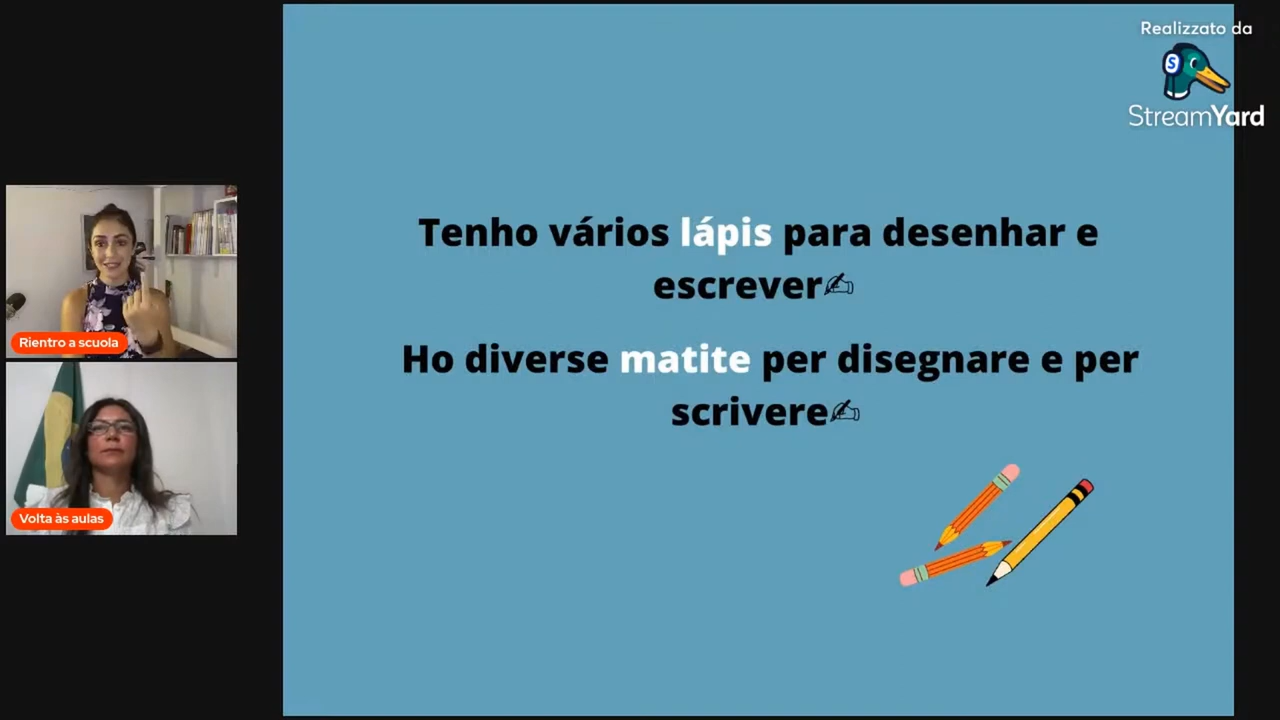 Realizzato da
StreamYard
Tenho vários lápis para desenhar e
escrever✍
Ho diverse matite per disegnare e per
scrivere✍
Rientro a scuola
Volta às aulas